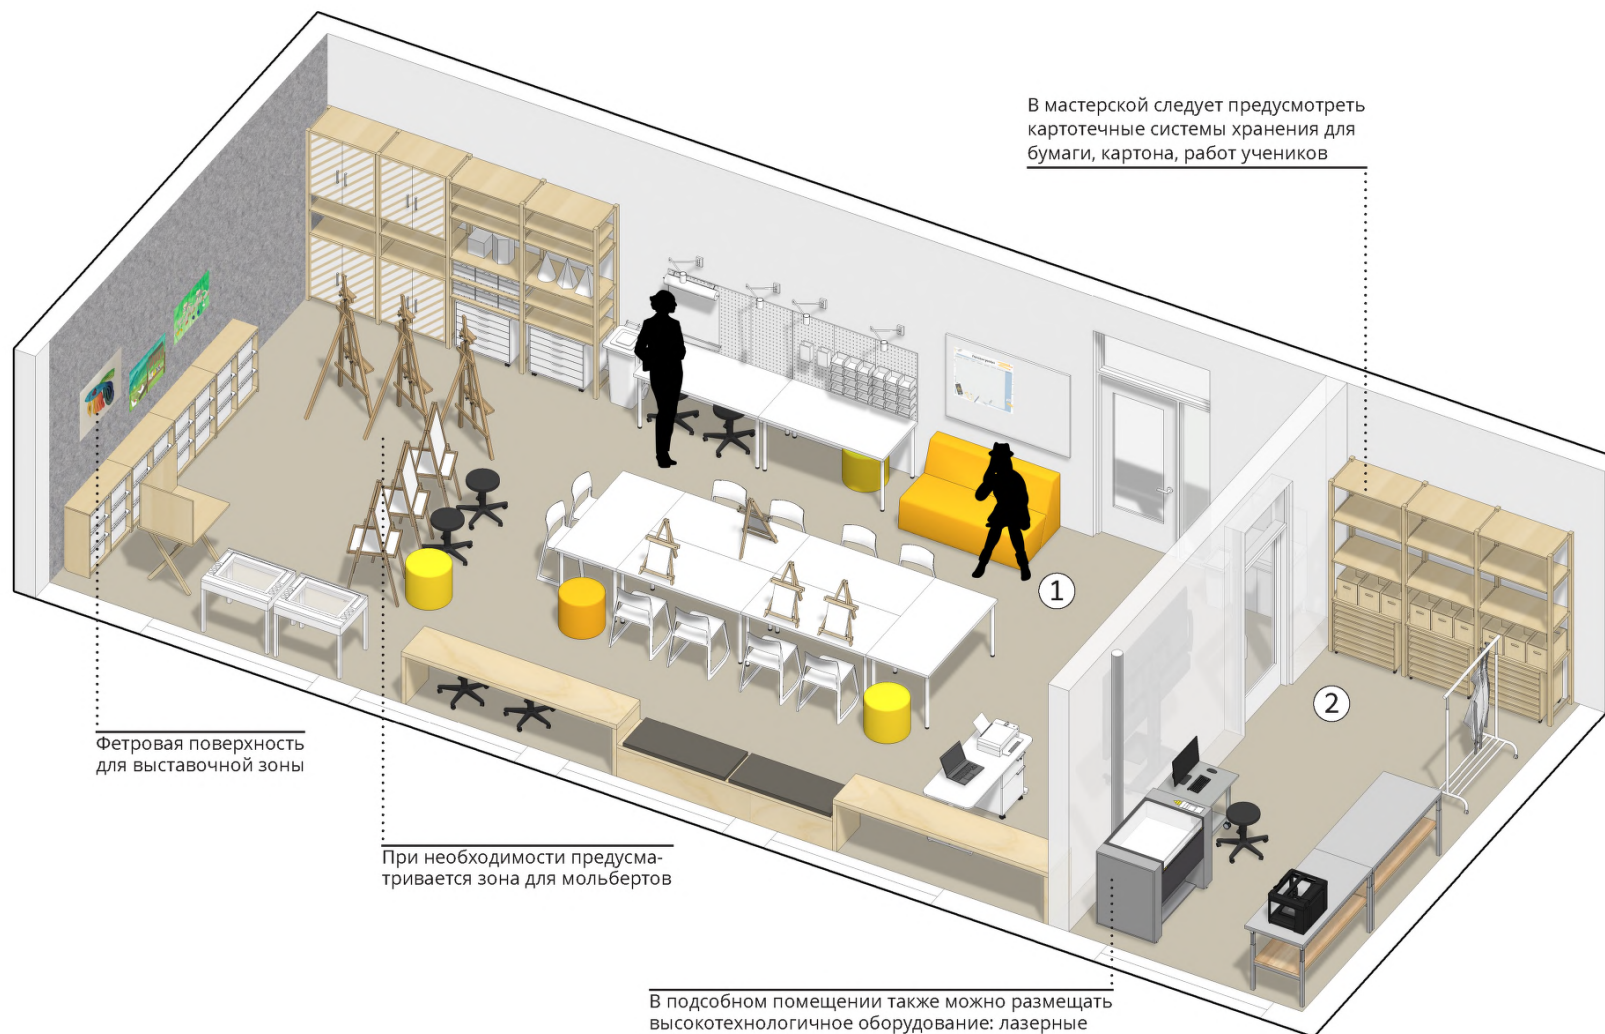 В мастерской следует предусмотреть
картотечные системы хранения для
бумаги, картона, работ учеников
1
2
Фетровая поверхность
для выставочной зоны
При необходимости предусма-
тривается зона для мольбертов
В подсобном помещении также можно размещать
высокотехнологичное оборудование: лазерные